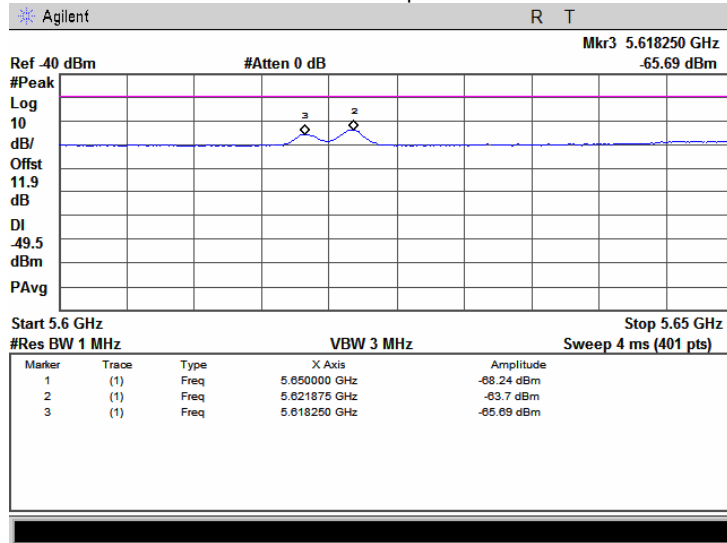 Agilent R T
Mkr3 5.618250 GHz
Ref -40 dBm #Atten 0 dB -65.69 dBm
#Peak
Log
10
dB/
Offst
11.9
dB
DI
-49.5
dBm
PAvg
3 2
Start 5.6 GHz Stop 5.65 GHz
#Res BW 1 MHz VBW 3 MHz Sweep 4 ms (401 pts)
Marker Trace Type X Axis Amplitude
1 (1) Freq 5.650000 GHz -68.24 dBm
2 (1) Freq 5.621875 GHz -63.7 dBm
3 (1) Freq 5.618250 GHz -65.69 dBm